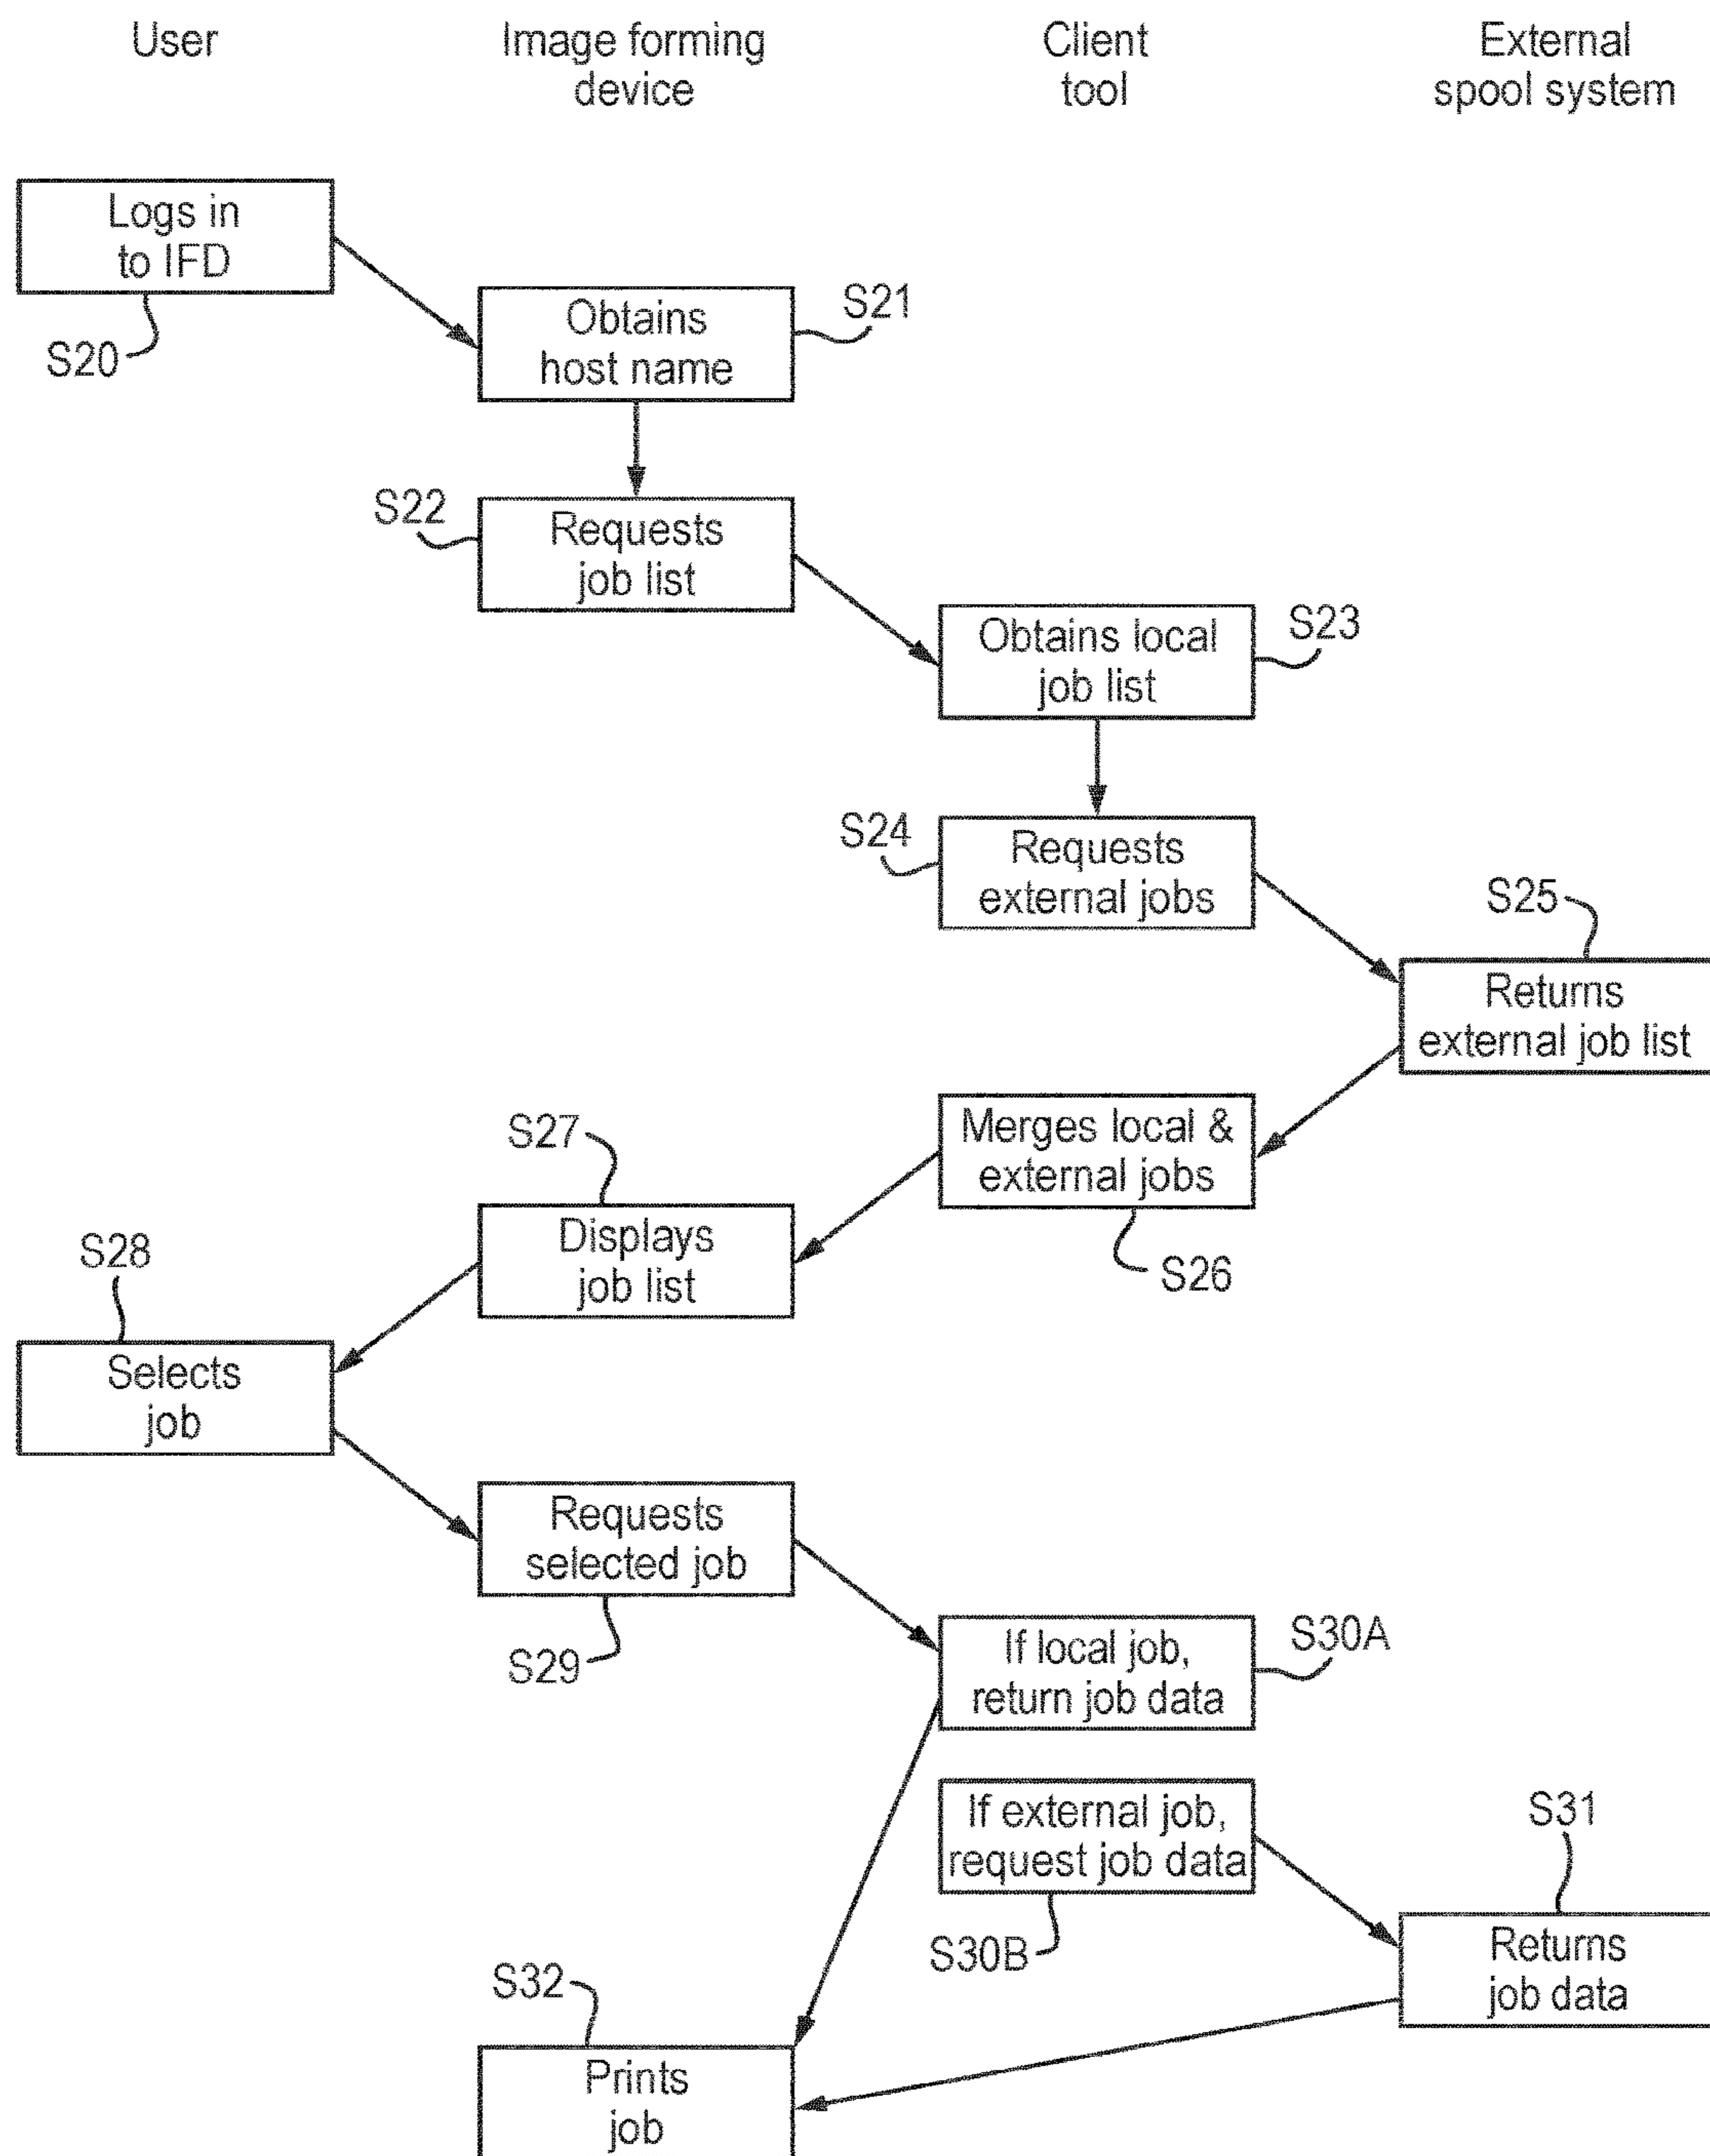 User
Image forming
device
Client
tool
External
spool system
Logs in
to IFD
S20
Obtains
host name
S21
S22
Requests
job list
Obtains local
job list
S23
S24
Requests
external jobs
S25
Returns
external job list
Merges local &
external jobs
S26
S27
Displays
job list
S28
Selects
job
Requests
selected job
S29
If local job,
return job data
S30A
If external job,
request job data
S30B
S31
Returns
job data
S32
Prints
job